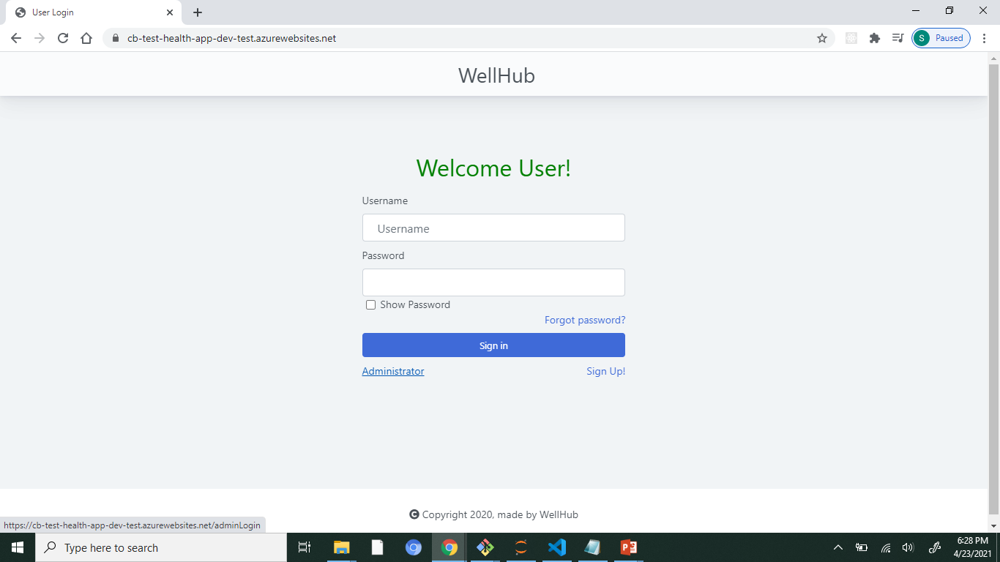 User Login
cb-test-health-app-dev-test.azurewebsites.net
S Paused
WellHub
Welcome User!
Username
Username
Password
Show Password
Forgot password?
Sign in
Administrator Sign Up!
Copyright 2020, made by WellHub
https://cb-test-health-app-dev-test.azurewebsites.net/adminLogin
Type here to search
6:28 PM
4/23/2021